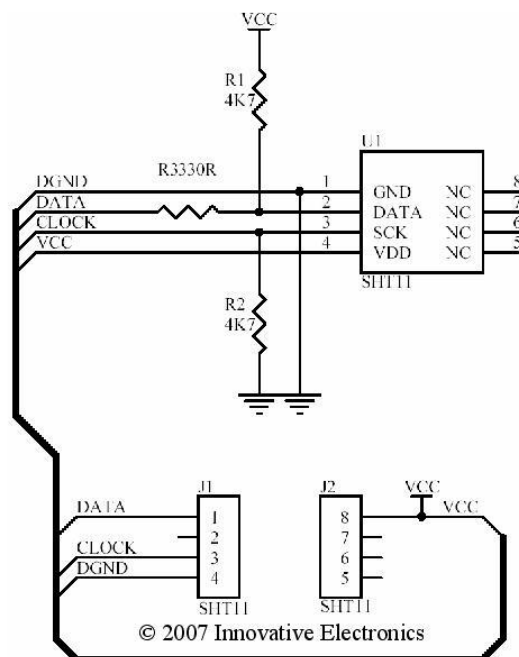 VCC
R1
4K7
U1
R3330R
DGND 1 GND NC 8
DATA 2 DATA NC 7
CLOCK 3 SCK NC 6
VCC 4 VDD NC 5
SHT11
R2
4K7
J1 J2
VCC
DATA 1 8 VCC
2 7
CLOCK 3 6
DGND 4 5
SHT11 SHT11
© 2007 Innovative Electronics